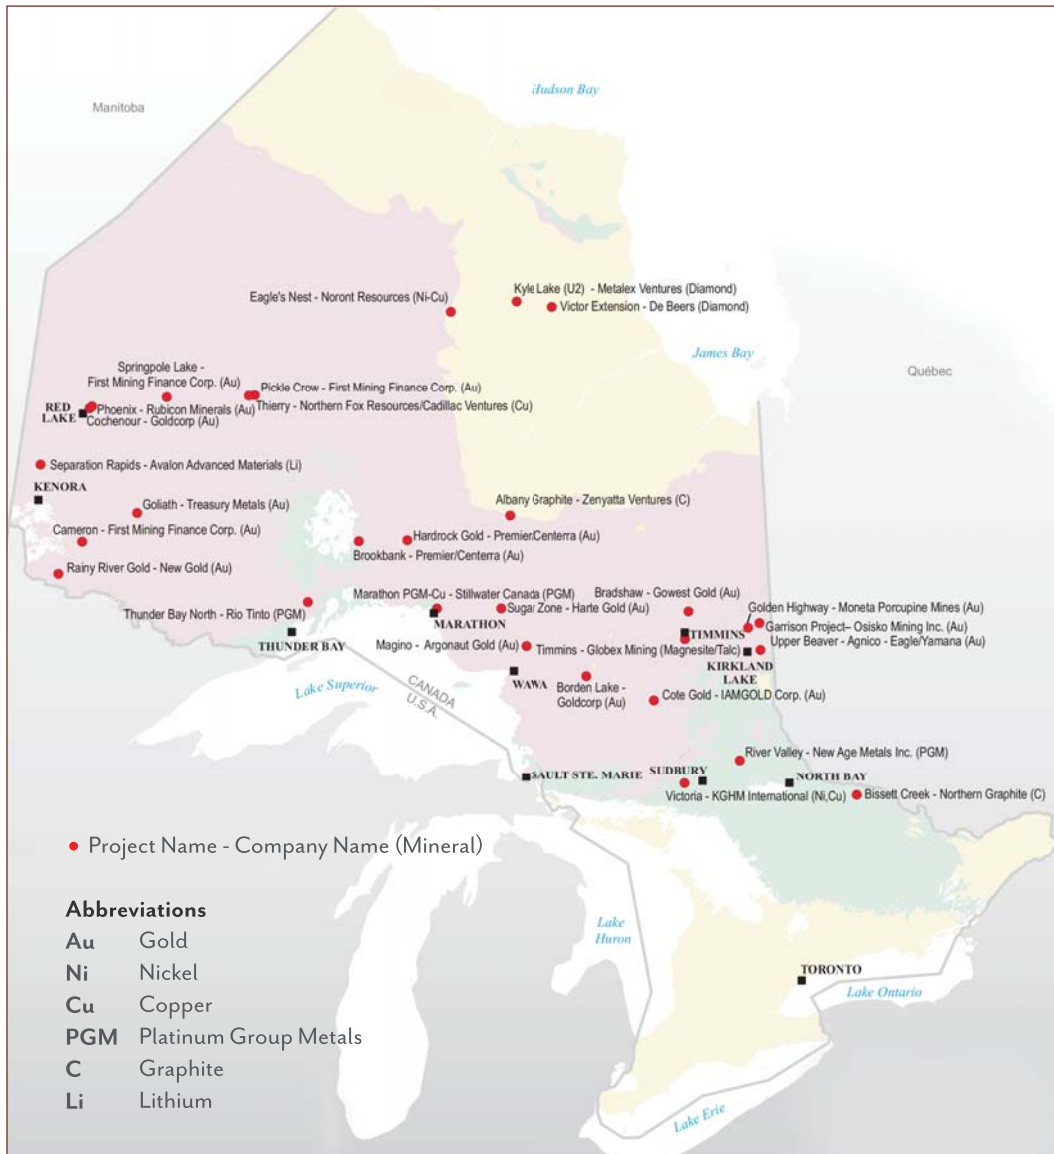 Hudson Bay
Manitoba
Kyle Lake (U2) - Metalex Ventures (Diamond)
Eagle's Nest - Noront Resources (Ni-Cu)
Victor Extension - De Beers (Diamond)
James Bay
Québec
Springpole Lake -
First Mining Finance Corp. (Au)
Pickle Crow - First Mining Finance Corp. (Au)
Thierry - Northern Fox Resources/Cadillac Ventures (Cu)
RED
LAKE
Phoenix - Rubicon Minerals (Au)
Cochenour - Goldcorp (Au)
Separation Rapids - Avalon Advanced Materials (Li)
KENORA
Goliath - Treasury Metals (Au)
Albany Graphite - Zenyatta Ventures (C)
Cameron - First Mining Finance Corp. (Au)
Hardrock Gold - Premier/Centerra (Au)
Brookbank - Premier/Centerra (Au)
Rainy River Gold - New Gold (Au)
Marathon PGM-Cu - Stillwater Canada (PGM)
Bradshaw - Gowest Gold (Au)
Thunder Bay North - Rio Tinto (PGM)
MARATHON
Sugar Zone - Harte Gold (Au)
Golden Highway - Moneta Porcupine Mines (Au)
Garrison Project– Osisko Mining Inc. (Au)
TIMMINS
Upper Beaver - Agnico - Eagle/Yamana (Au)
THUNDER BAY
Magino - Argonaut Gold (Au)
Timmins - Globex Mining (Magnesite/Talc)
KIRKLAND
LAKE
WAWA
Lake Superior
CANADA
U.S.A.
Borden Lake -
Goldcorp (Au)
Cote Gold - IAMGOLD Corp. (Au)
River Valley - New Age Metals Inc. (PGM)
SAULT STE. MARIE
SUDBURY
NORTH BAY
Victoria - KGHM International (Ni,Cu)
Bissett Creek - Northern Graphite (C)
Project Name - Company Name (Mineral)
Abbreviations
Au Gold
Ni Nickel
Cu Copper
PGM Platinum Group Metals
C Graphite
Li Lithium
Lake
Huron
TORONTO
Lake Ontario
Lake Erie